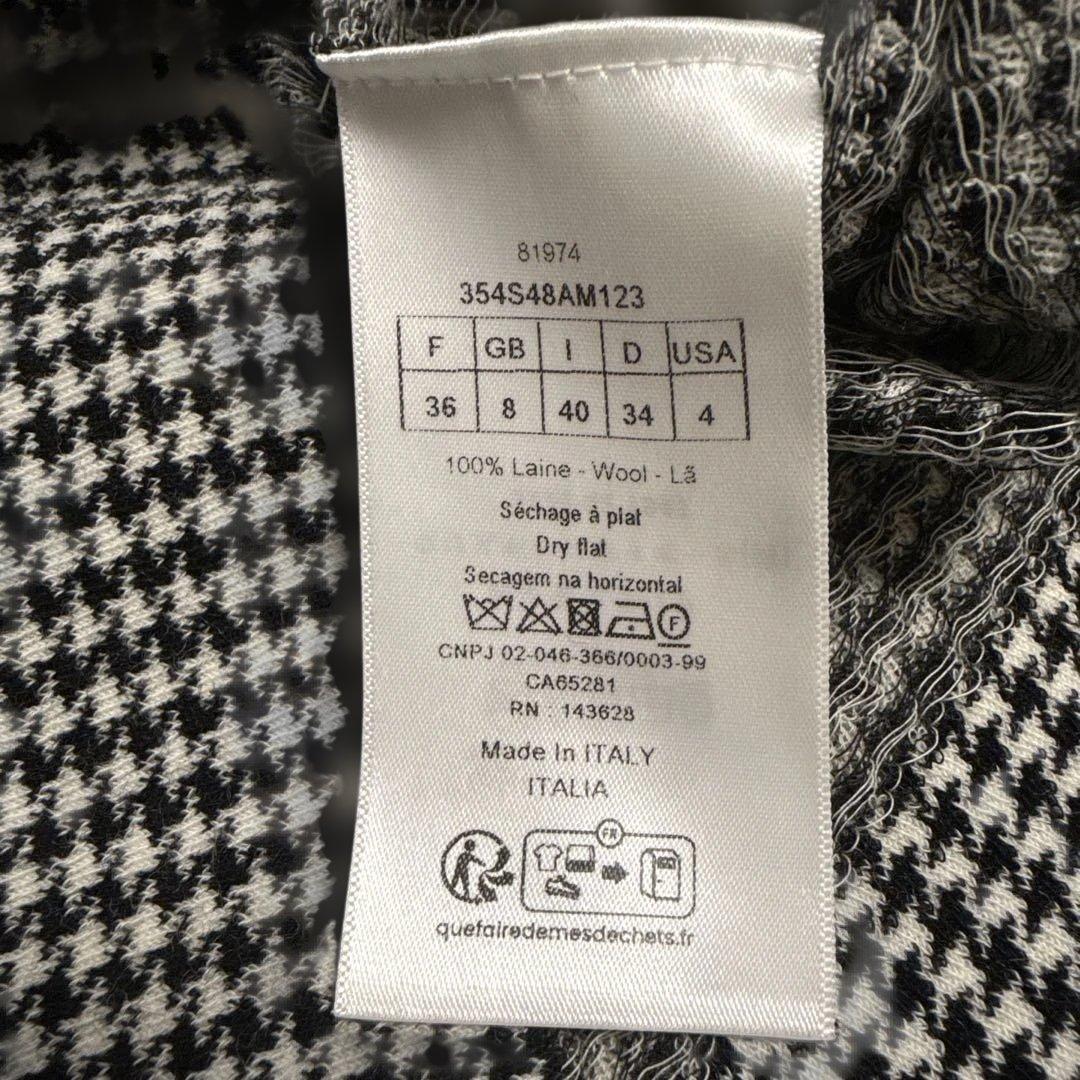 81974
354S48AM123
F GB I D USA
36 8 40 34 4
100% Laine - Wool - Lã
Séchage à plat
Dry flat
Secagem na horizontal
F
CNPJ 02-046-366/0003-99
CA65281
RN : 143628
Made In ITALY
ITALIA
FR
quefairedemesdechets.fr